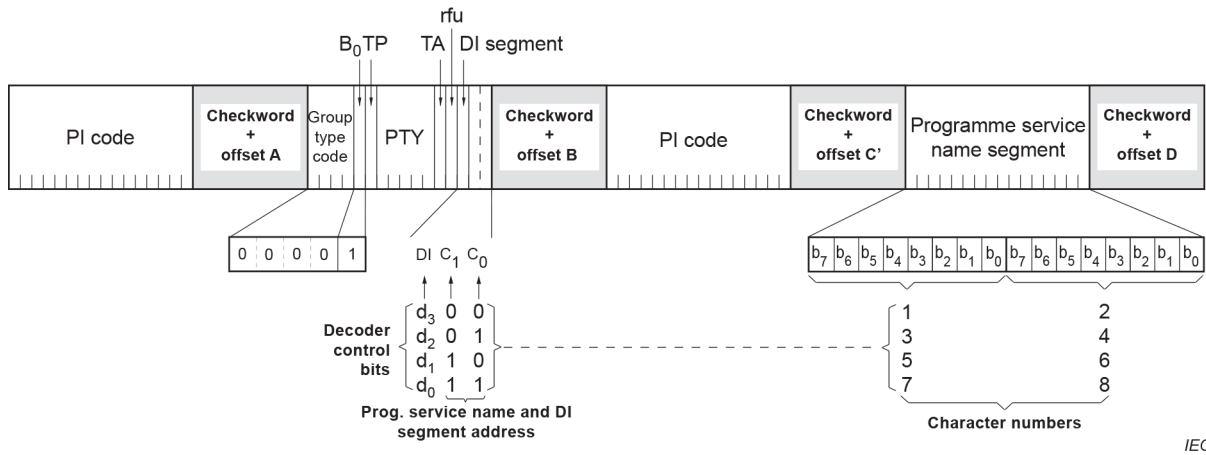 rfu
B0 TP TA DI segment
PI code
Checkword
+
offset A
Group
type
code
PTY
Checkword
+
offset B
PI code
Checkword
+
offset C'
Programme service
name segment
Checkword
+
offset D
0 0 0 0 1
DI C1 C0
b7 b6 b5 b4 b3 b2 b1 b0 b7 b6 b5 b4 b3 b2 b1 b0
Decoder
control
bits
d3 0 0
d2 0 1
d1 1 0
d0 1 1
1 2
3 4
5 6
7 8
Prog. service name and DI
segment address
Character numbers
IEC